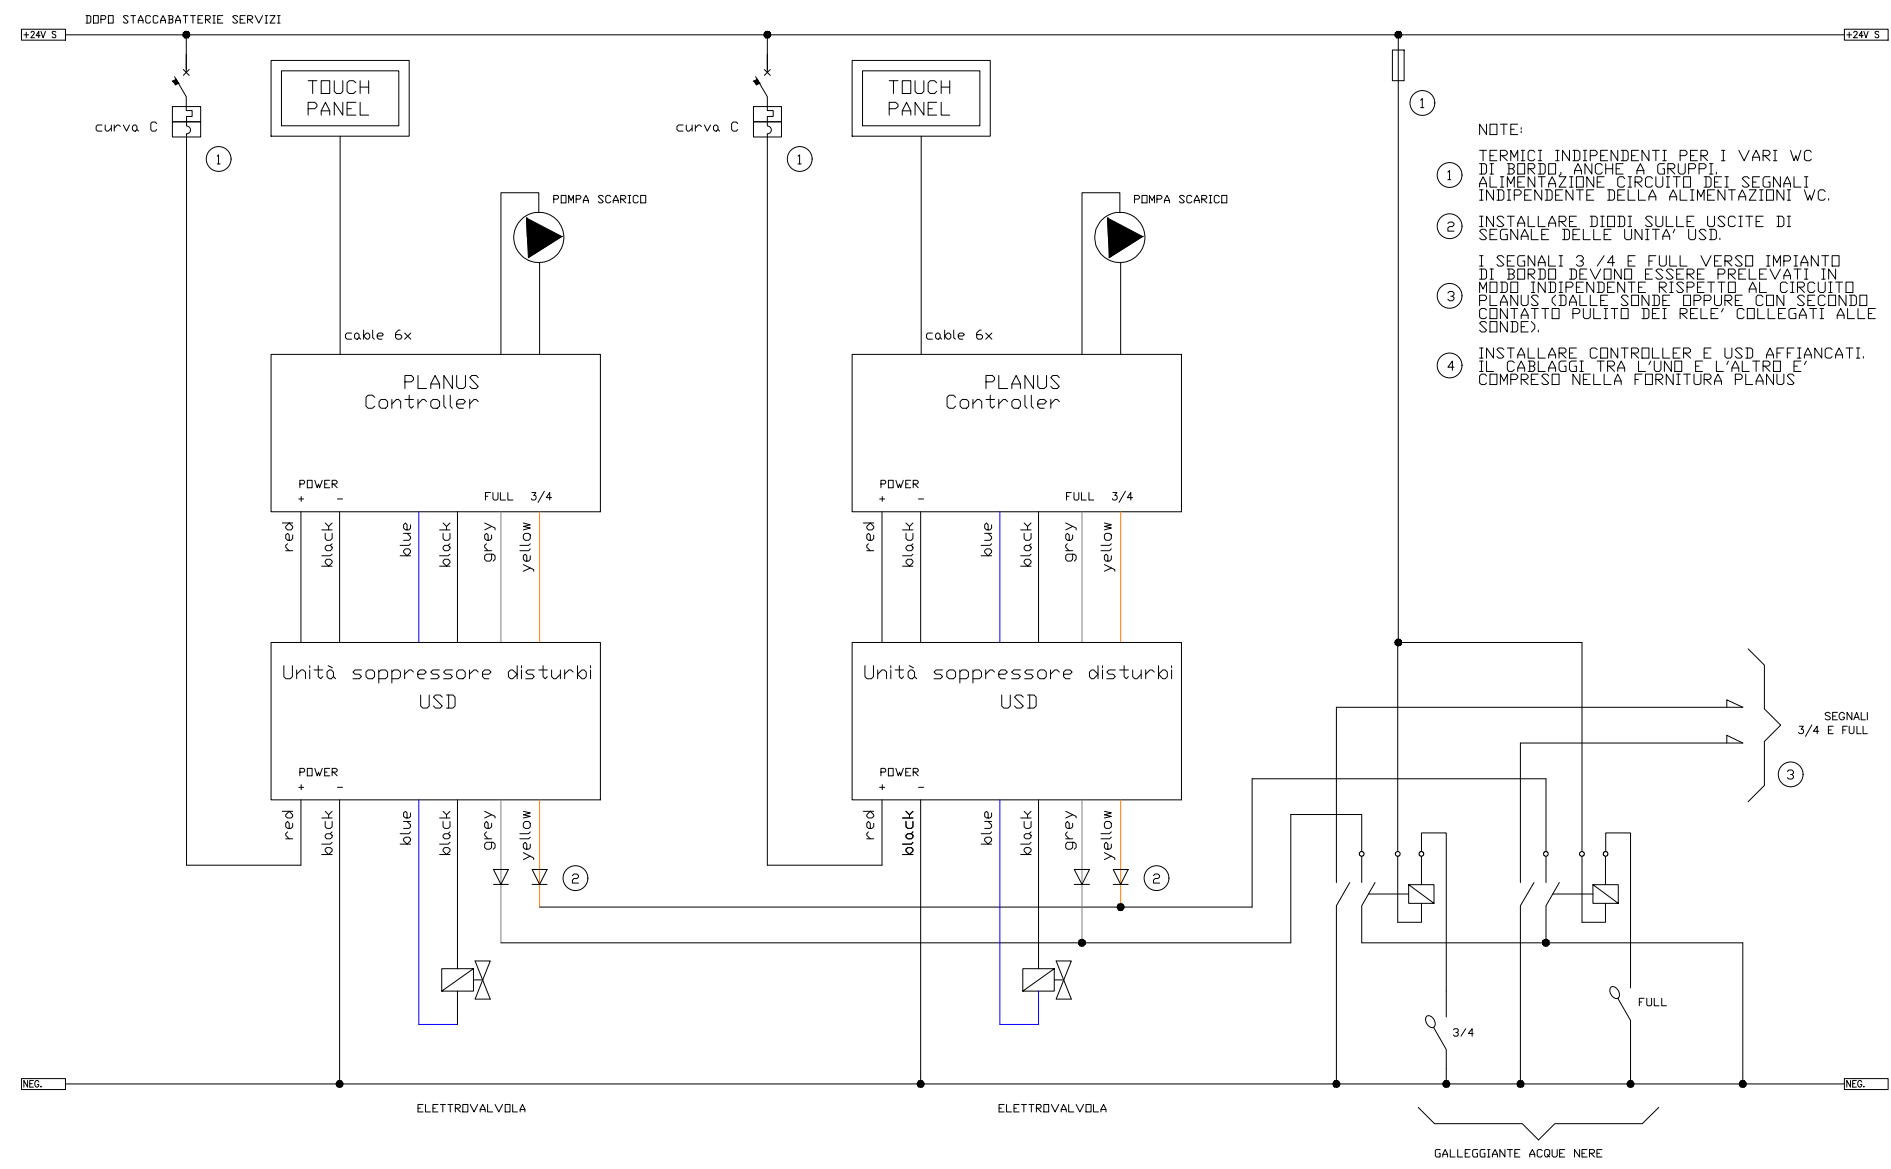 DOPO STACCABATTERIE SERVIZI
+24V S
+24V S
TOUCH
PANEL
curva C
1
POMPA SCARICO
cable 6x
PLANUS
Controller
POWER
+ -
FULL 3/4
red
black
blue
black
grey
yellow
Unità soppressore disturbi
USD
POWER
+ -
red
black
blue
black
grey
yellow
2
ELETTROVALVOLA
TOUCH
PANEL
curva C
1
POMPA SCARICO
cable 6x
PLANUS
Controller
POWER
+ -
FULL 3/4
red
black
blue
black
grey
yellow
Unità soppressore disturbi
USD
POWER
+ -
red
black
blue
black
grey
yellow
2
ELETTROVALVOLA
1
NOTE:
1
TERMICI INDIPENDENTI PER I VARI WC
DI BORDO, ANCHE A GRUPPI.
ALIMENTAZIONE CIRCUITO DEI SEGNALI
INDIPENDENTE DELLA ALIMENTAZIONI WC.
2
INSTALLARE DIODI SULLE USCITE DI
SEGNALE DELLE UNITA' USD.
3
I SEGNALI 3 /4 E FULL VERSO IMPIANTO
DI BORDO DEVONO ESSERE PRELEVATI IN
MODO INDIPENDENTE RISPETTO AL CIRCUITO
PLANUS (DALLE SONDE OPPURE CON SECONDO
CONTATTO PULITO DEI RELE' COLLEGATI ALLE
SONDE).
4
INSTALLARE CONTROLLER E USD AFFIANCATI.
IL CABLAGGI TRA L'UNO E L'ALTRO E'
COMPRESO NELLA FORNITURA PLANUS
SEGNALI
3/4 E FULL
3
3/4
FULL
NEG.
NEG.
GALLEGGIANTE ACQUE NERE